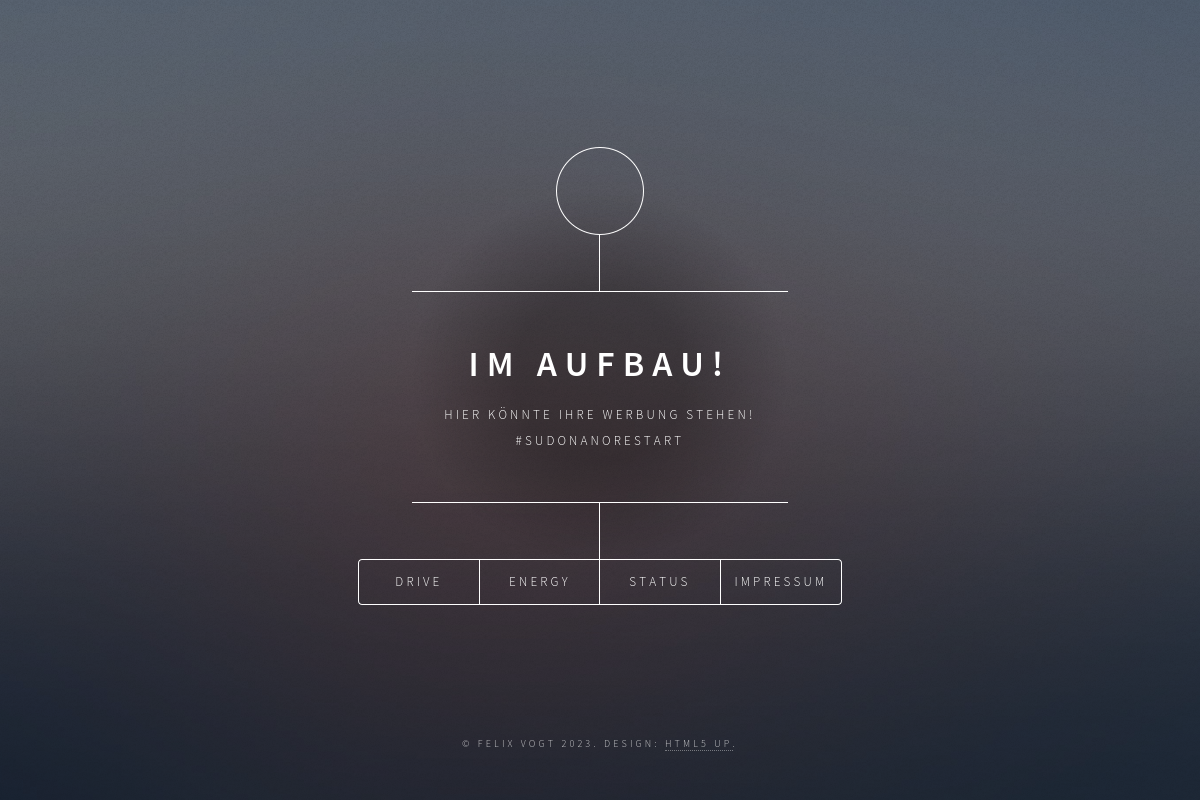 IM AUFBAU!
HIER KÖNNTE IHRE WERBUNG STEHEN!
#SUDONANORESTART
DRIVE ENERGY STATUS IMPRESSUM
© FELIX VOGT 2023. DESIGN: HTML5 UP.